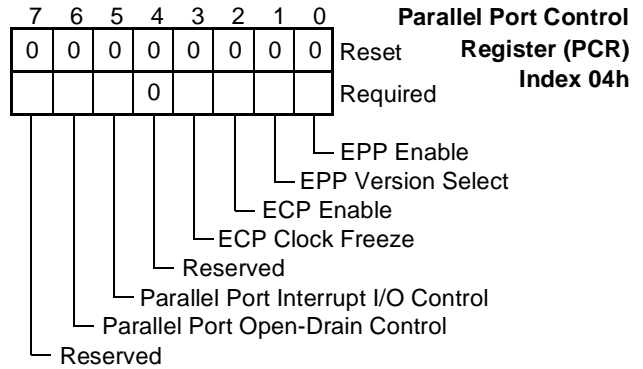 7 6 5 4 3 2 1 0
Parallel Port Control
Register (PCR)
Index 04h
0 0 0 0 0 0 0 0 Reset
0 Required
EPP Enable
EPP Version Select
ECP Enable
ECP Clock Freeze
Reserved
Parallel Port Interrupt I/O Control
Parallel Port Open-Drain Control
Reserved